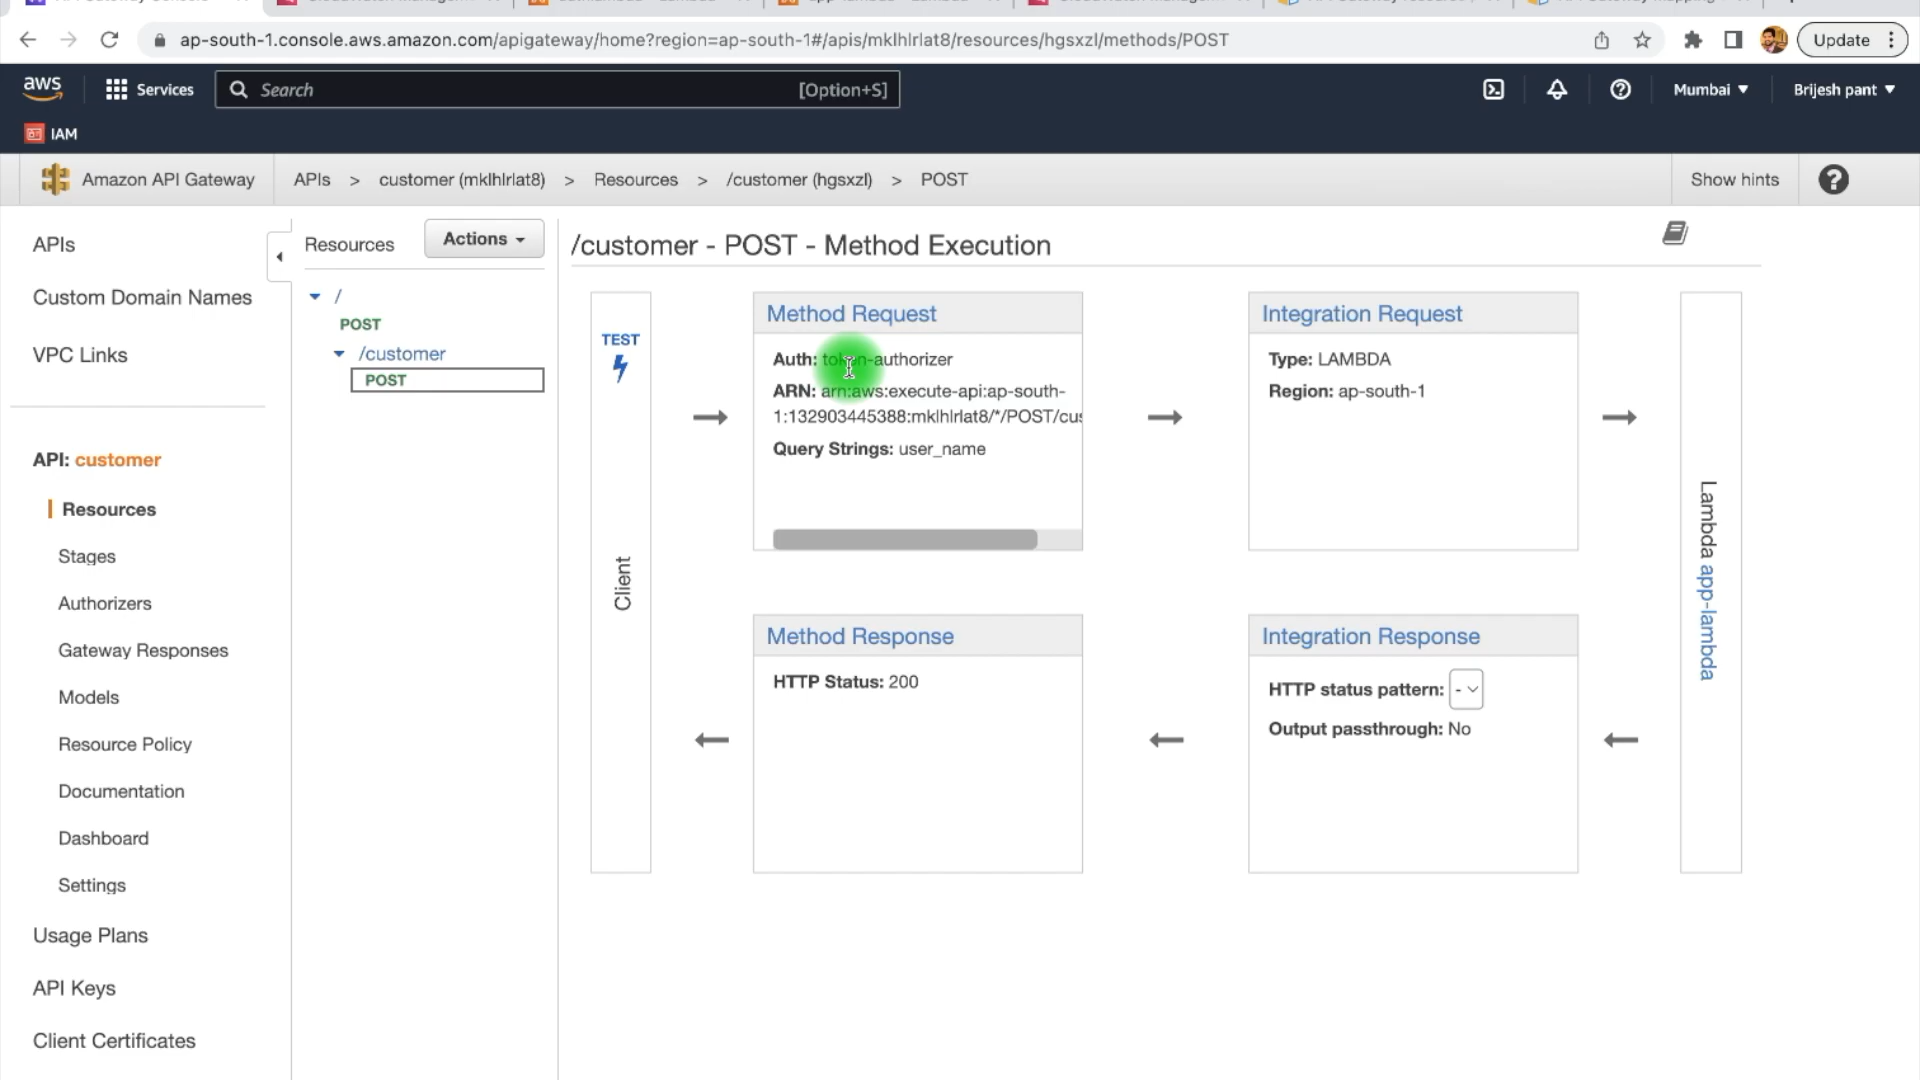 ap-south-1.console.aws.amazon.com/apigateway/home?region=ap-south-1#/apis/mklhlrlat8/resources/hgsxzl/methods/POST
Update
aws
Services
Search
[Option+S]
Mumbai
Brijesh pant
IAM
Amazon API Gateway
APIs > customer (mklhlrlat8) > Resources > /customer (hgsxzl) > POST
Show hints
APIs
Custom Domain Names
VPC Links
API: customer
Resources
Stages
Authorizers
Gateway Responses
Models
Resource Policy
Documentation
Dashboard
Settings
Usage Plans
API Keys
Client Certificates
Resources
Actions
/
POST
/customer
POST
/customer - POST - Method Execution
TEST
Client
Method Request
Auth: token-authorizer
ARN: arn:aws:execute-api:ap-south-
1:132903445388:mklhlrlat8/*/POST/cus
Query Strings: user_name
Integration Request
Type: LAMBDA
Region: ap-south-1
Method Response
HTTP Status: 200
Integration Response
HTTP status pattern: -
Output passthrough: No
Lambda app-lambda